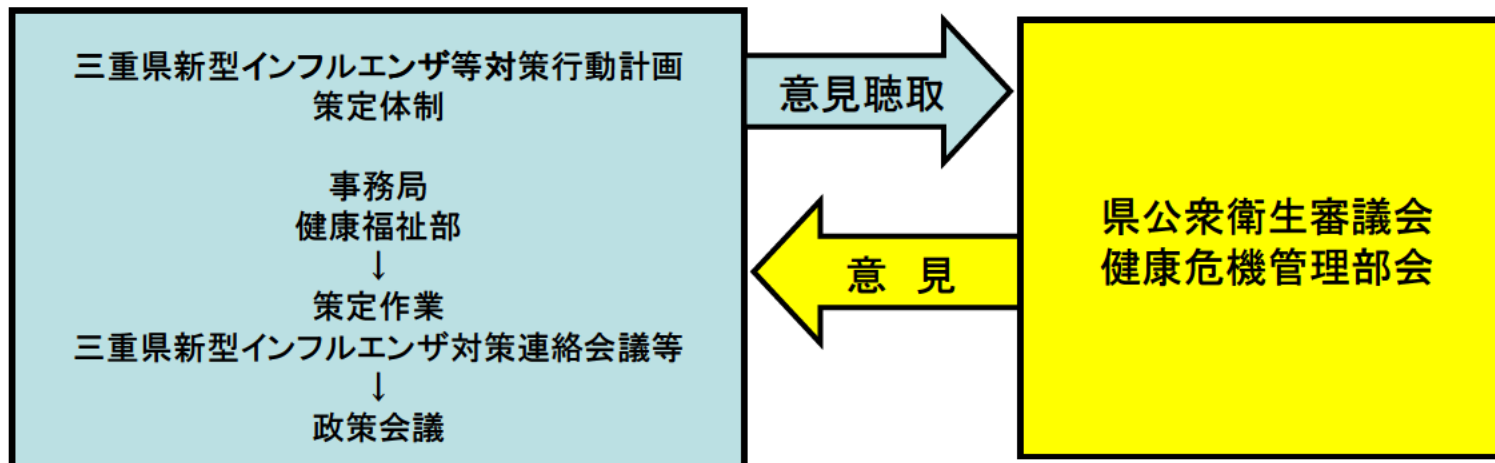 三重県新型インフルエンザ等対策行動計画
策定体制
事務局
健康福祉部
↓
策定作業
三重県新型インフルエンザ対策連絡会議等
↓
政策会議
意見聴取
意 見
県公衆衛生審議会
健康危機管理部会